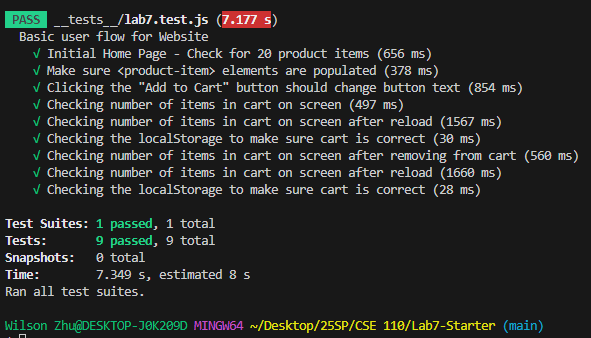 PASS __tests__/lab7.test.js (7.177 s)
Basic user flow for Website
√ Initial Home Page - Check for 20 product items (656 ms)
√ Make sure <product-item> elements are populated (378 ms)
√ Clicking the "Add to Cart" button should change button text (854 ms)
√ Checking number of items in cart on screen (497 ms)
√ Checking number of items in cart on screen after reload (1567 ms)
√ Checking the localStorage to make sure cart is correct (30 ms)
√ Checking number of items in cart on screen after removing from cart (560 ms)
√ Checking number of items in cart on screen after reload (1660 ms)
√ Checking the localStorage to make sure cart is correct (28 ms)
Test Suites: 1 passed, 1 total
Tests: 9 passed, 9 total
Snapshots: 0 total
Time: 7.349 s, estimated 8 s
Ran all test suites.
Wilson Zhu@DESKTOP-J0K209D MINGW64 ~/Desktop/25SP/CSE 110/Lab7-Starter (main)